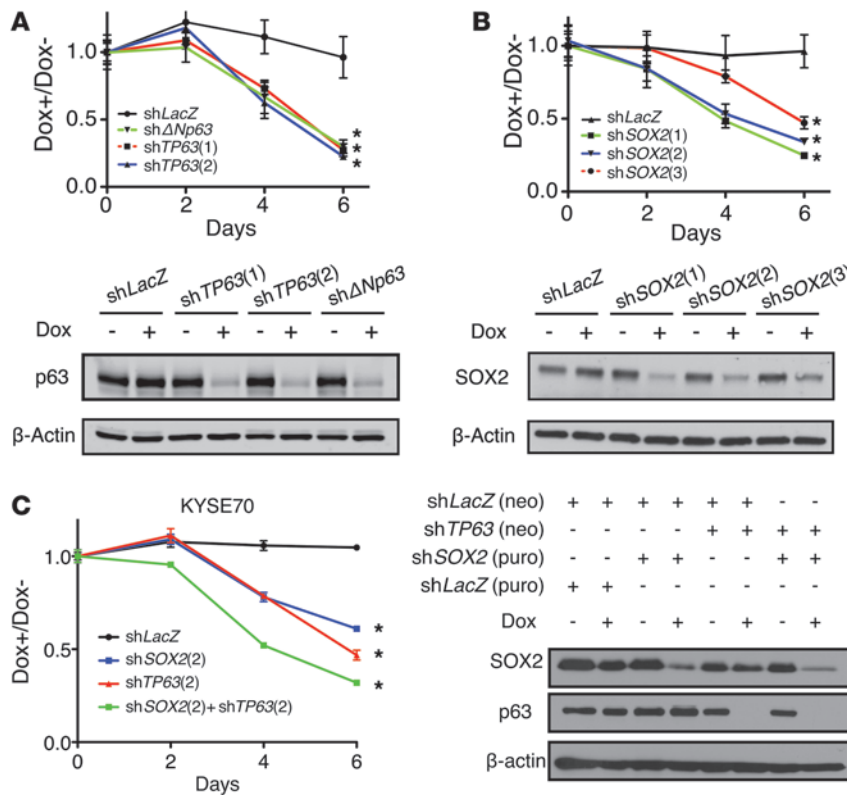 A
Dox+/Dox-
1.0
0.5
0.0
shLacZ
shΔNp63
shTP63(1)
shTP63(2)
*
*
*
0 2 4 6
Days
shLacZ shTP63(1) shTP63(2) shΔNp63
Dox - + - + - + - +
p63
β-Actin
B
Dox+/Dox-
1.0
0.5
0.0
shLacZ
shSOX2(1)
shSOX2(2)
shSOX2(3)
*
*
*
0 2 4 6
Days
shLacZ shSOX2(1) shSOX2(2) shSOX2(3)
Dox - + - + - + - +
SOX2
β-Actin
C
KYSE70
Dox+/Dox-
1.0
0.5
0.0
shLacZ
shSOX2(2)
shTP63(2)
shSOX2(2)+shTP63(2)
*
*
*
0 2 4 6
Days
shLacZ (neo) + + + + + + - -
shTP63 (neo) - - - - + + + +
shSOX2 (puro) - - + + - - + +
shLacZ (puro) + + - - - - - -
Dox - + - + - + - +
SOX2
p63
β-actin